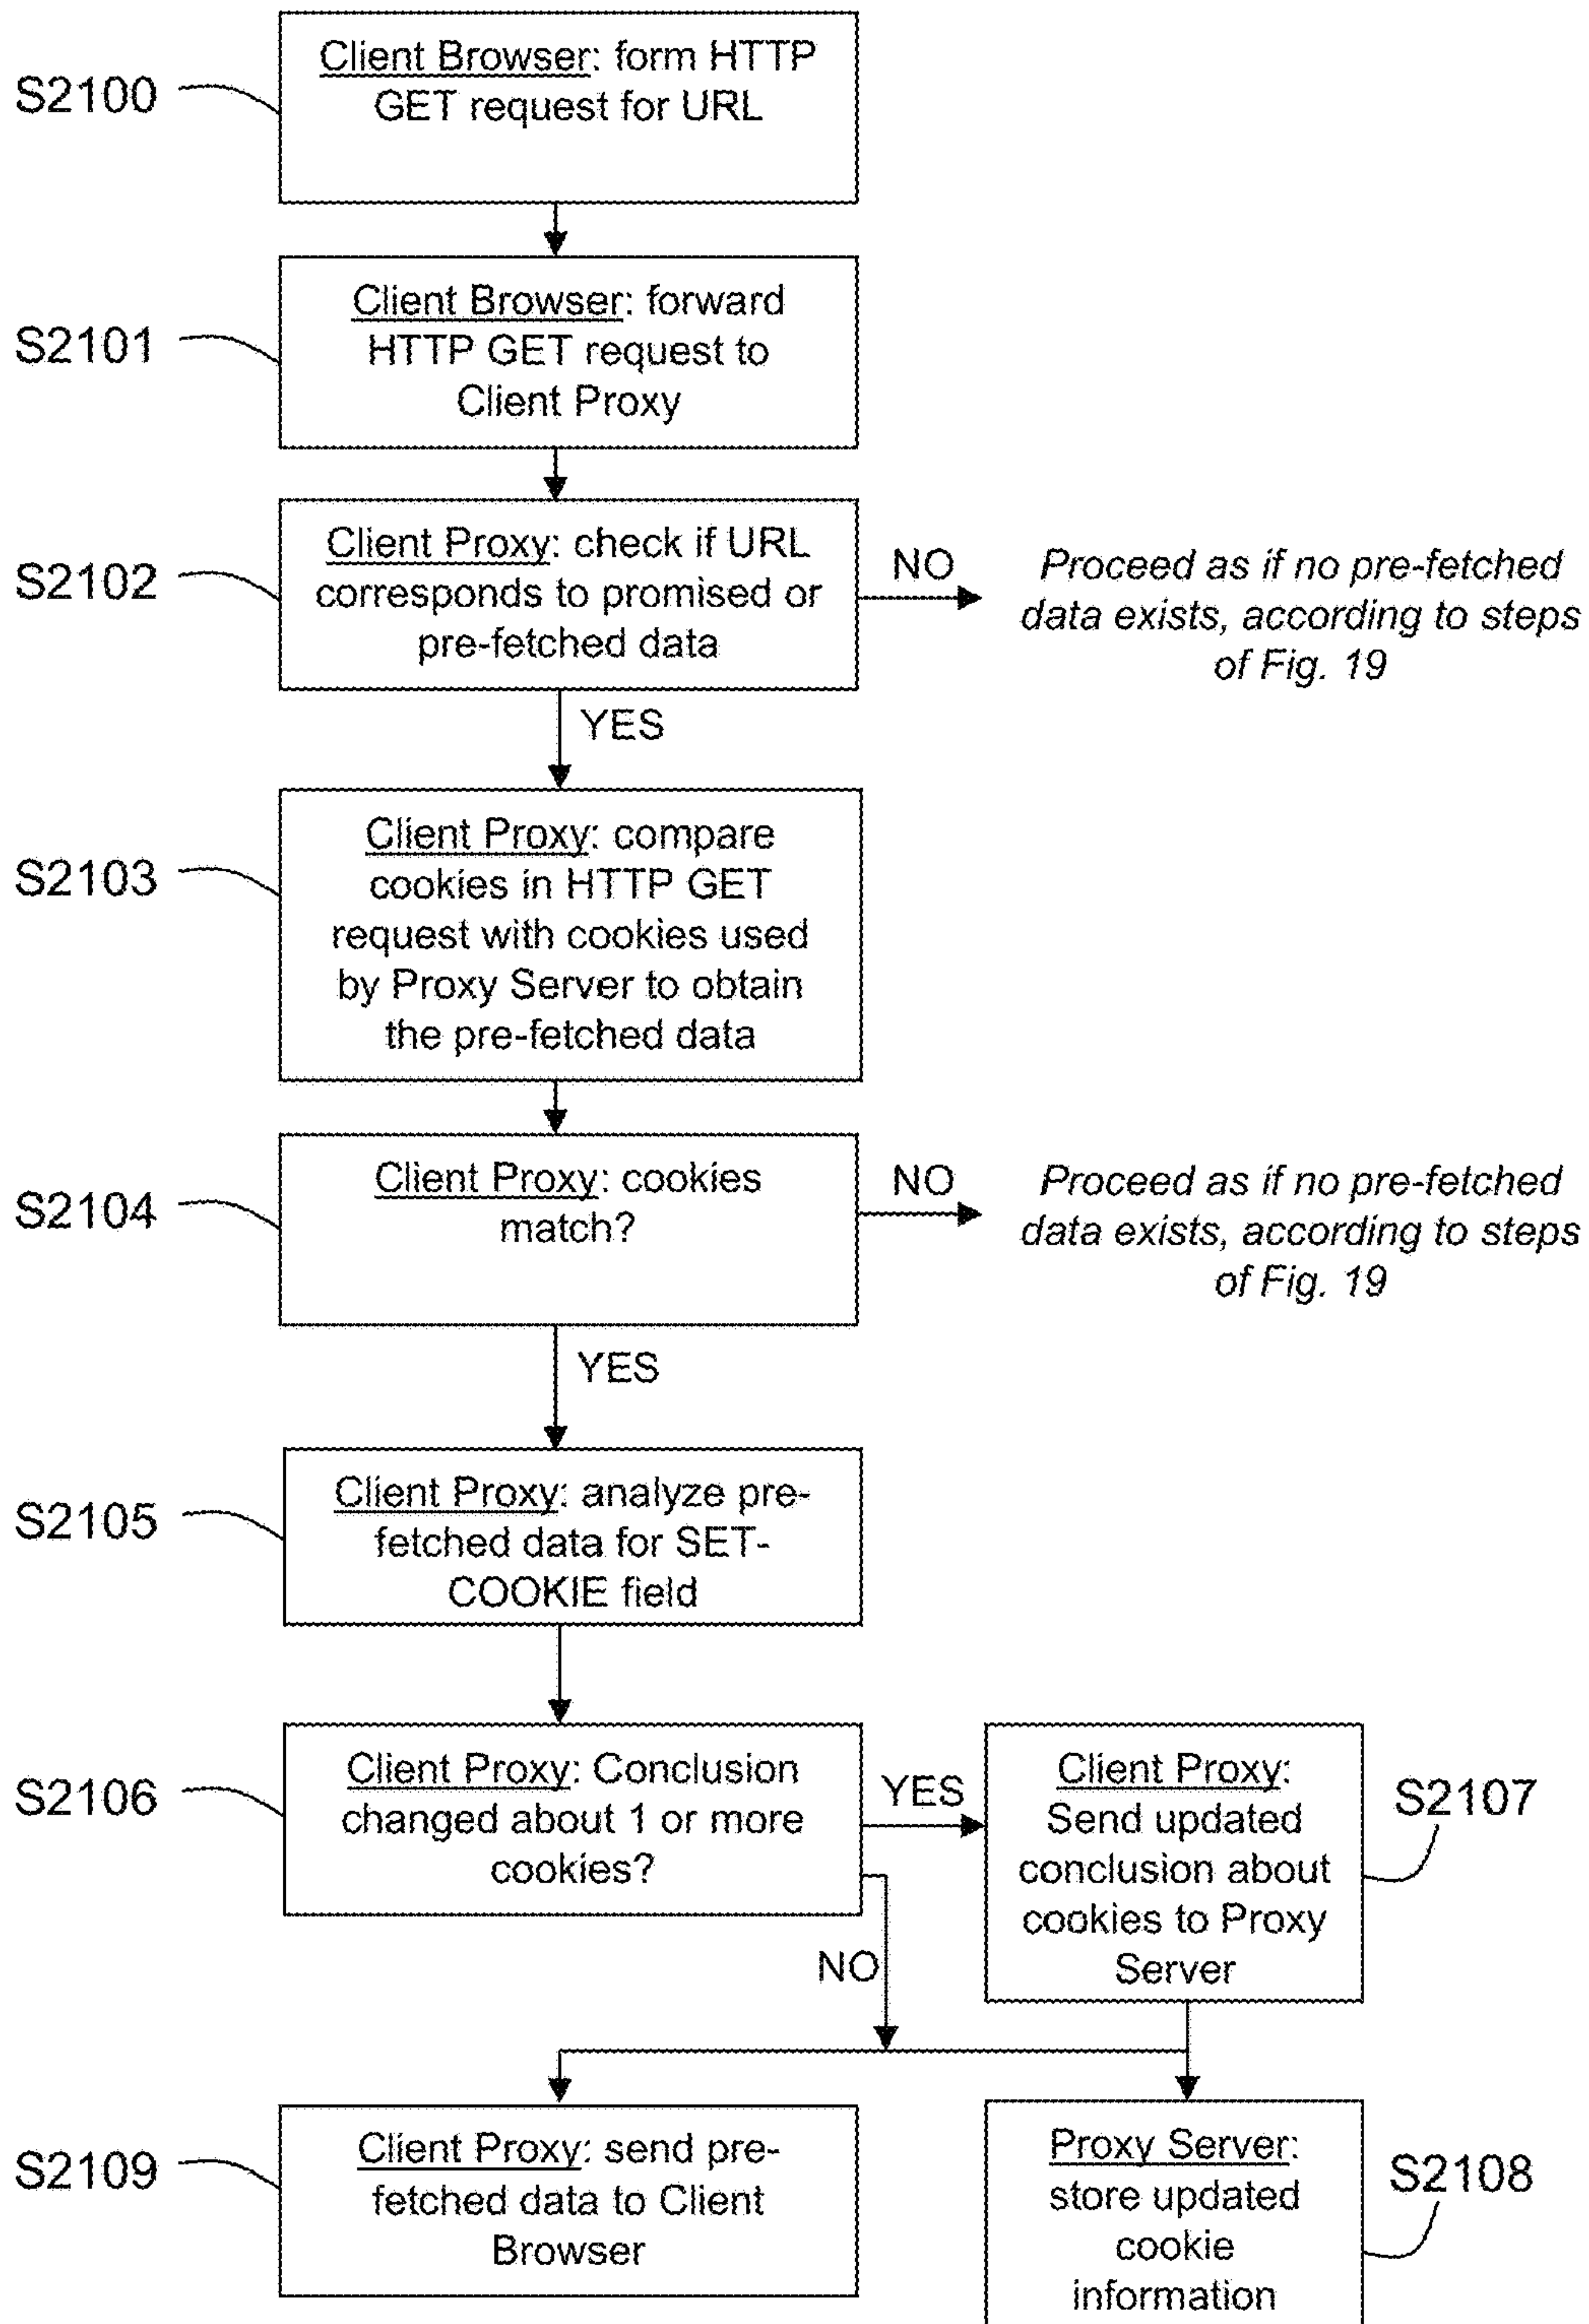 S2100
Client Browser: form HTTP
GET request for URL
S2101
Client Browser: forward
HTTP GET request to
Client Proxy
S2102
Client Proxy: check if URL
corresponds to promised or
pre-fetched data
NO
Proceed as if no pre-fetched
data exists, according to steps
of Fig. 19
YES
S2103
Client Proxy: compare
cookies in HTTP GET
request with cookies used
by Proxy Server to obtain
the pre-fetched data
S2104
Client Proxy: cookies
match?
NO
Proceed as if no pre-fetched
data exists, according to steps
of Fig. 19
YES
S2105
Client Proxy: analyze pre-
fetched data for SET-
COOKIE field
S2106
Client Proxy: Conclusion
changed about 1 or more
cookies?
YES
Client Proxy:
Send updated
conclusion about
cookies to Proxy
Server
S2107
NO
S2109
Client Proxy: send pre-
fetched data to Client
Browser
Proxy Server:
store updated
cookie
information
S2108